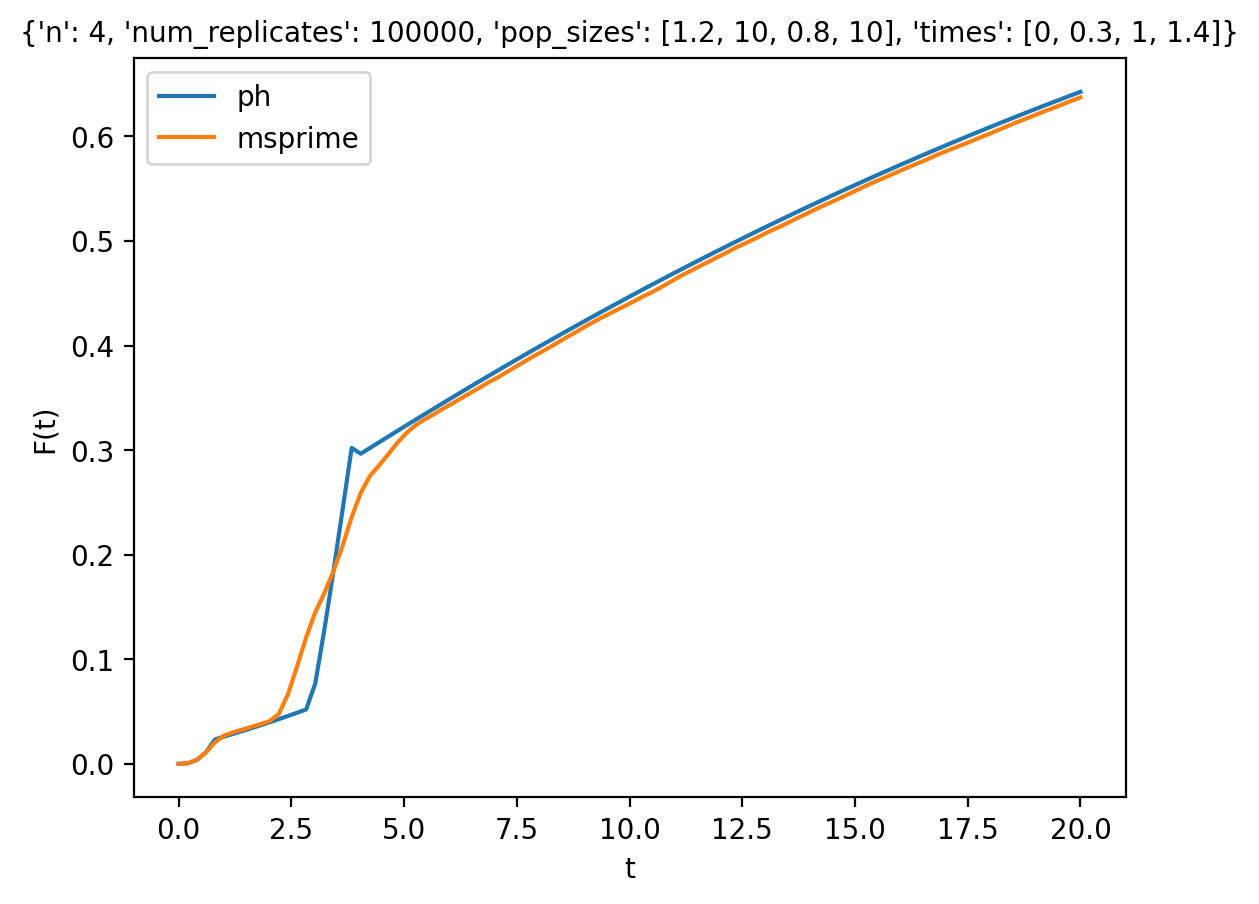 {'n': 4, 'num_replicates': 100000, 'pop_sizes': [1.2, 10, 0.8, 10], 'times': [0, 0.3, 1, 1.4]}
ph
msprime
F(t)
0.6
0.5
0.4
0.3
0.2
0.1
0.0
0.0 2.5 5.0 7.5 10.0 12.5 15.0 17.5 20.0
t